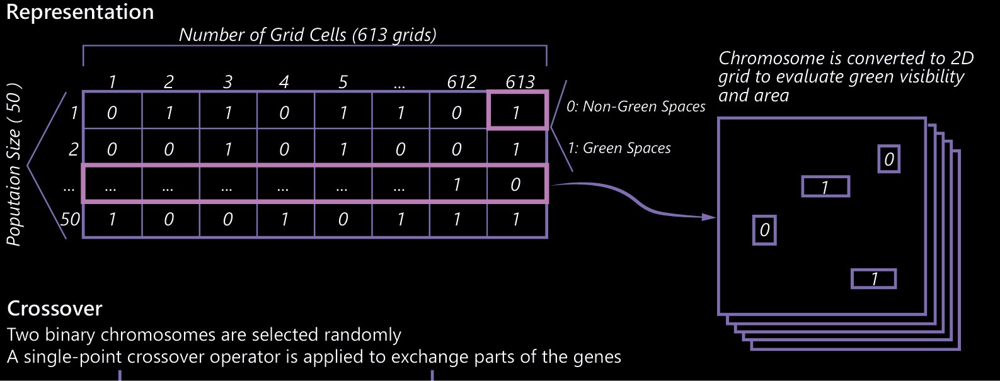 Representation
Number of Grid Cells (613 grids)
1 2 3 4 5 ... 612 613
1 0 1 1 0 1 1 0 1
2 0 0 1 0 1 0 0 1
... ... ... ... ... ... ... 1 0
50 1 0 0 1 0 1 1 1
Poputaion Size ( 50 )
0: Non-Green Spaces
1: Green Spaces
Chromosome is converted to 2D
grid to evaluate green visibility
and area
0
1
0
1
Crossover
Two binary chromosomes are selected randomly
A single-point crossover operator is applied to exchange parts of the genes